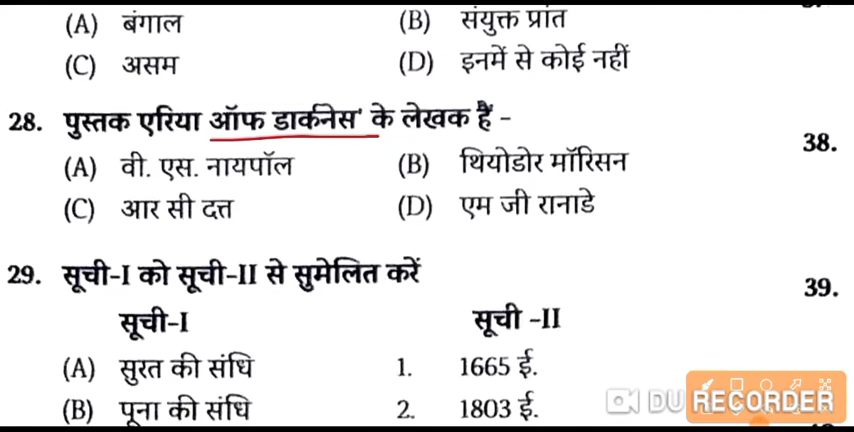 (A) बंगाल (B) संयुक्त प्रांत
(C) असम (D) इनमें से कोई नहीं
28. पुस्तक एरिया ऑफ डार्कनेस' के लेखक हैं -
(A) वी. एस. नायपॉल (B) थियोडोर मॉरिसन
38.
(C) आर सी दत्त (D) एम जी रानाडे
29. सूची-I को सूची-II से सुमेलित करें
39.
सूची-I सूची -II
(A) सुरत की संधि 1. 1665 ई.
(B) पूना की संधि 2. 1803 ई.
DU RECORDER